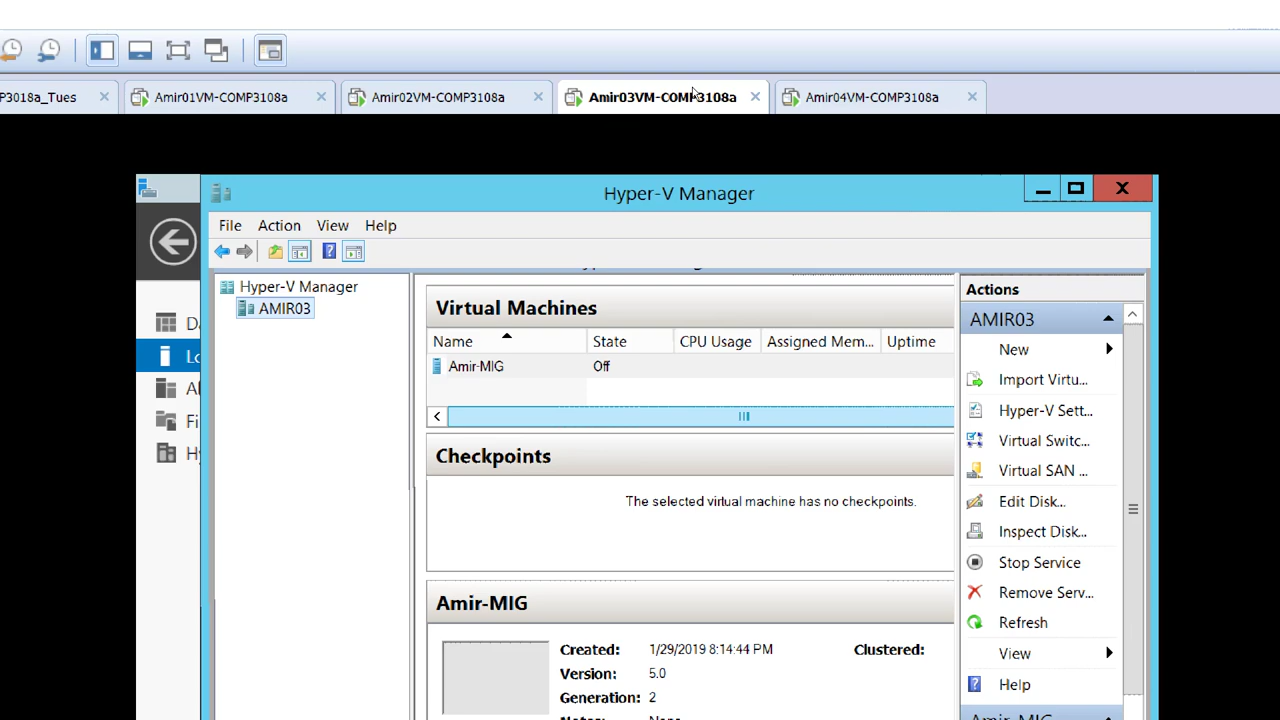 P3018a_Tues
Amir01VM-COMP3108a
Amir02VM-COMP3108a
Amir03VM-COMP3108a
Amir04VM-COMP3108a
Hyper-V Manager
File Action View Help
Hyper-V Manager
AMIR03
Virtual Machines
Name State CPU Usage Assigned Mem... Uptime
Amir-MIG Off
Checkpoints
The selected virtual machine has no checkpoints.
Amir-MIG
Created: 1/29/2019 8:14:44 PM Clustered:
Version: 5.0
Generation: 2
Notes: None
Actions
AMIR03
New
Import Virtu...
Hyper-V Sett...
Virtual Switc...
Virtual SAN ...
Edit Disk...
Inspect Disk...
Stop Service
Remove Serv...
Refresh
View
Help
Amir-MIG